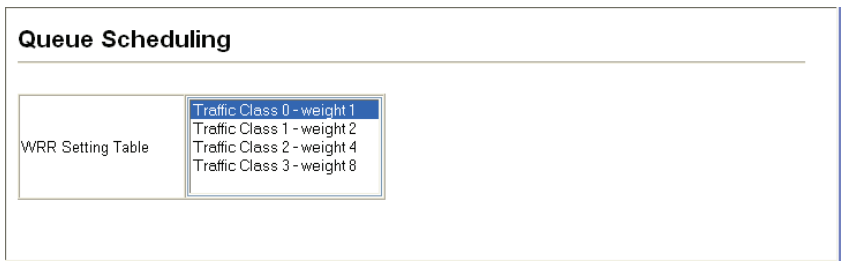 Queue Scheduling
WRR Setting Table
Traffic Class 0 - weight 1
Traffic Class 1 - weight 2
Traffic Class 2 - weight 4
Traffic Class 3 - weight 8